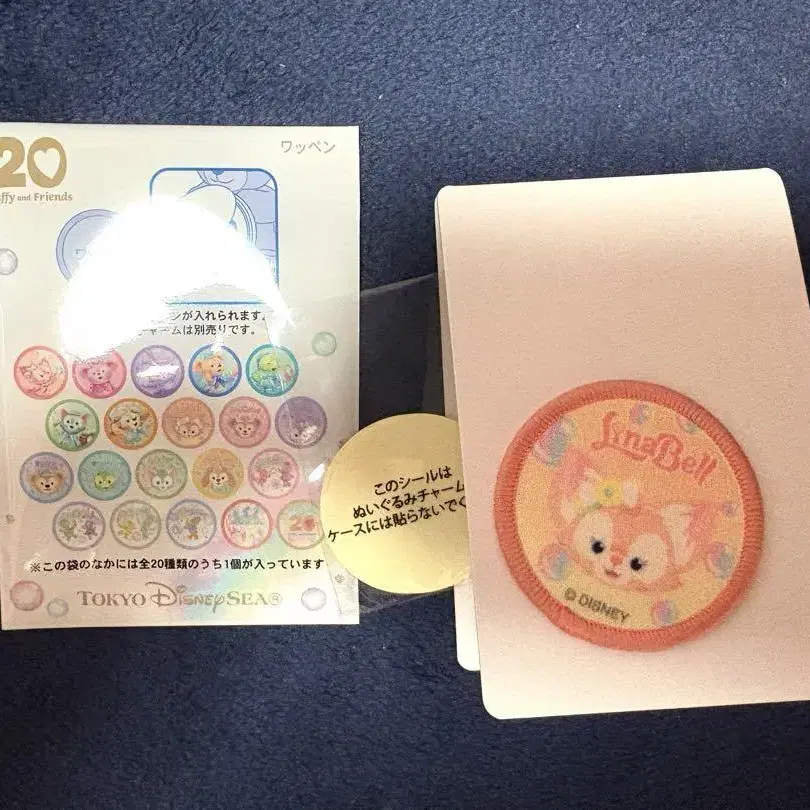 20
ffy and Friends
ワッペン
ンが入れられます。
ャームは別売りです。
※この袋のなかには全20種類のうち1個が入っています
TOKYO DISNEYSEA®
このシールは
ぬいぐるみチャーム
ケースには貼らないでく
LinaBell
© DISNEY